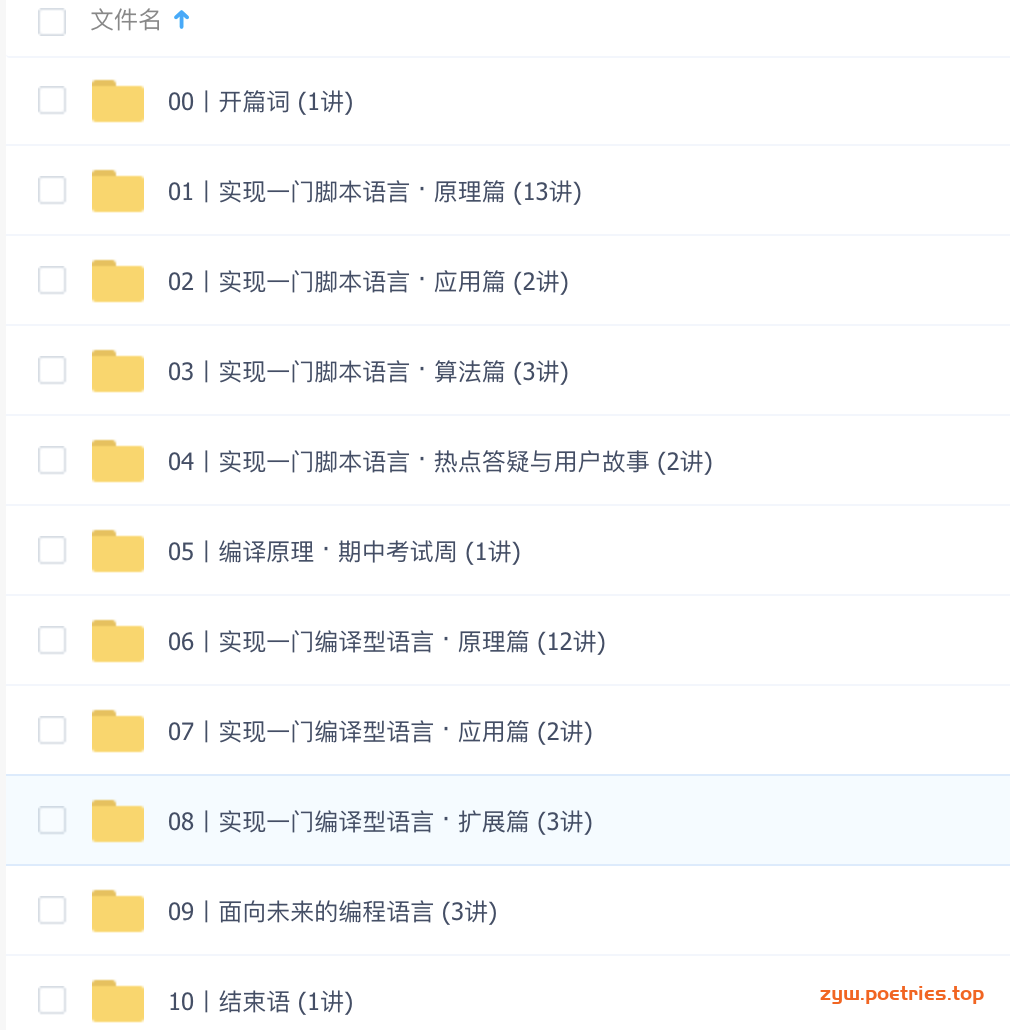 文件名
00丨开篇词 (1讲)
01丨实现一门脚本语言 · 原理篇 (13讲)
02丨实现一门脚本语言 · 应用篇 (2讲)
03丨实现一门脚本语言 · 算法篇 (3讲)
04丨实现一门脚本语言 · 热点答疑与用户故事 (2讲)
05丨编译原理 · 期中考试周 (1讲)
06丨实现一门编译型语言 · 原理篇 (12讲)
07丨实现一门编译型语言 · 应用篇 (2讲)
08丨实现一门编译型语言 · 扩展篇 (3讲)
09丨面向未来的编程语言 (3讲)
10丨结束语 (1讲)
zyw.poetries.top